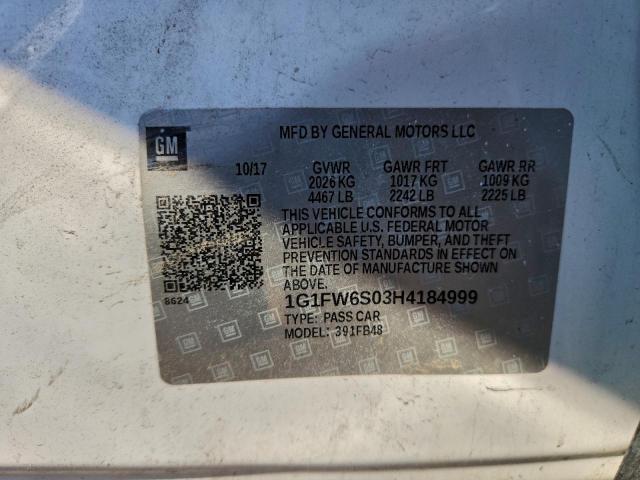 GM
MFD BY GENERAL MOTORS LLC
10/17 GVWR GAWR FRT GAWR RR
2026 KG 1017 KG 1009 KG
4467 LB 2242 LB 2225 LB
THIS VEHICLE CONFORMS TO ALL
APPLICABLE U.S. FEDERAL MOTOR
VEHICLE SAFETY, BUMPER, AND THEFT
PREVENTION STANDARDS IN EFFECT ON
THE DATE OF MANUFACTURE SHOWN
ABOVE.
8624
1G1FW6S03H4184999
TYPE: PASS CAR
MODEL: 391FB48